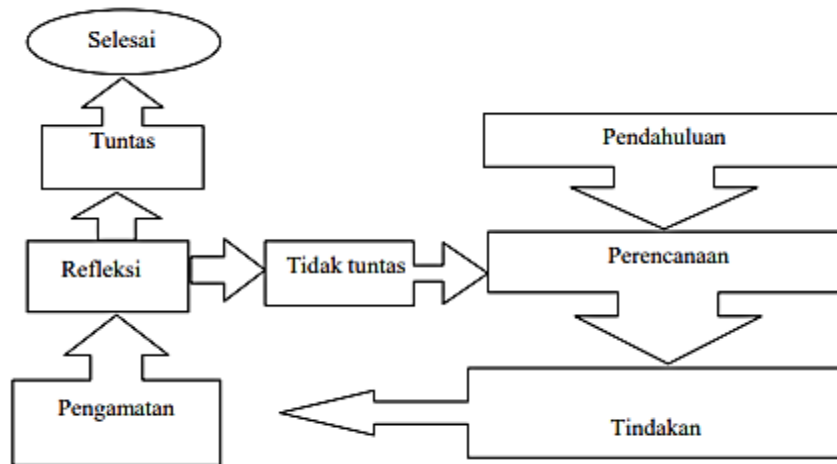 Selesai
Tuntas
Pendahuluan
Refleksi
Tidak tuntas
Perencanaan
Pengamatan
Tindakan